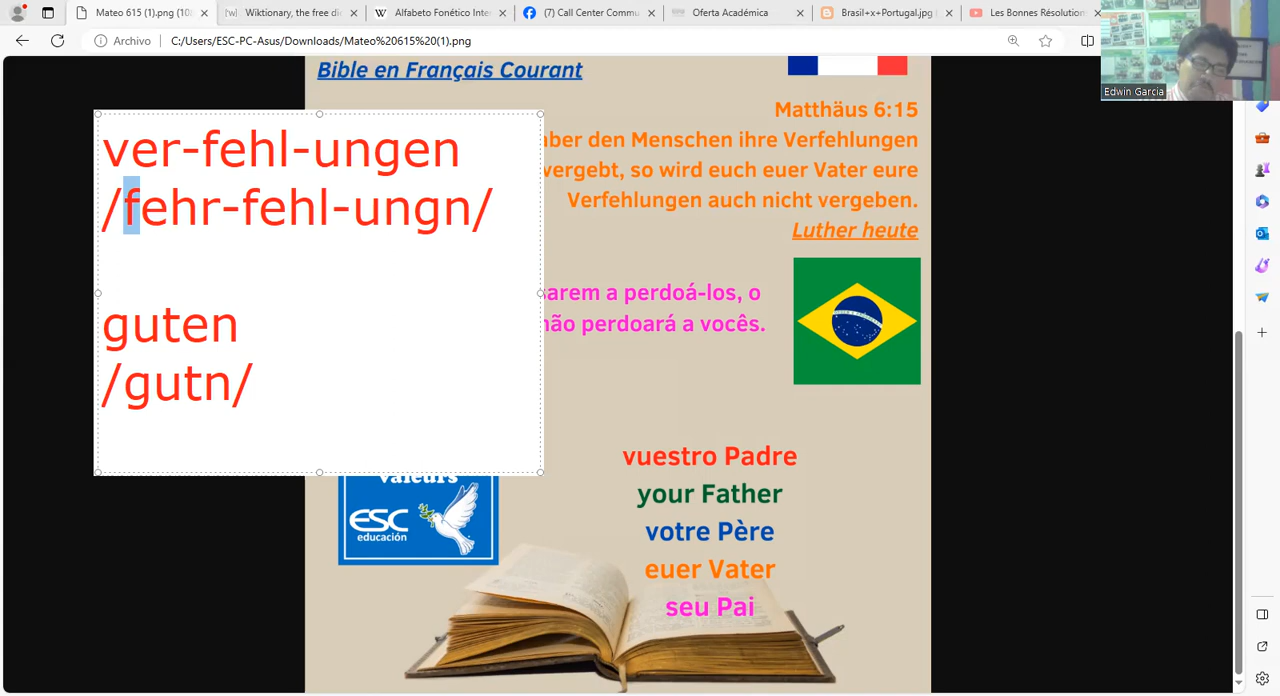 Mateo 615 (1).png (10
Wiktionary, the free di
Alfabeto Fonético Inter
(7) Call Center Commu
Oferta Académica
Brasil+x+Portugal.jpg
Les Bonnes Résolution
Archivo
C:/Users/ESC-PC-Asus/Downloads/Mateo%20615%20(1).png
Edwin Garcia
Bible en Français Courant
Matthäus 6:15
aber den Menschen ihre Verfehlungen
vergebt, so wird euch euer Vater eure
Verfehlungen auch nicht vergeben.
Luther heute
ver-fehl-ungen
/fehr-fehl-ungn/
guten
/gutn/
sarem a perdoá-los, o
não perdoará a vocês.
valeurs
ESC
educación
vuestro Padre
your Father
votre Père
euer Vater
seu Pai